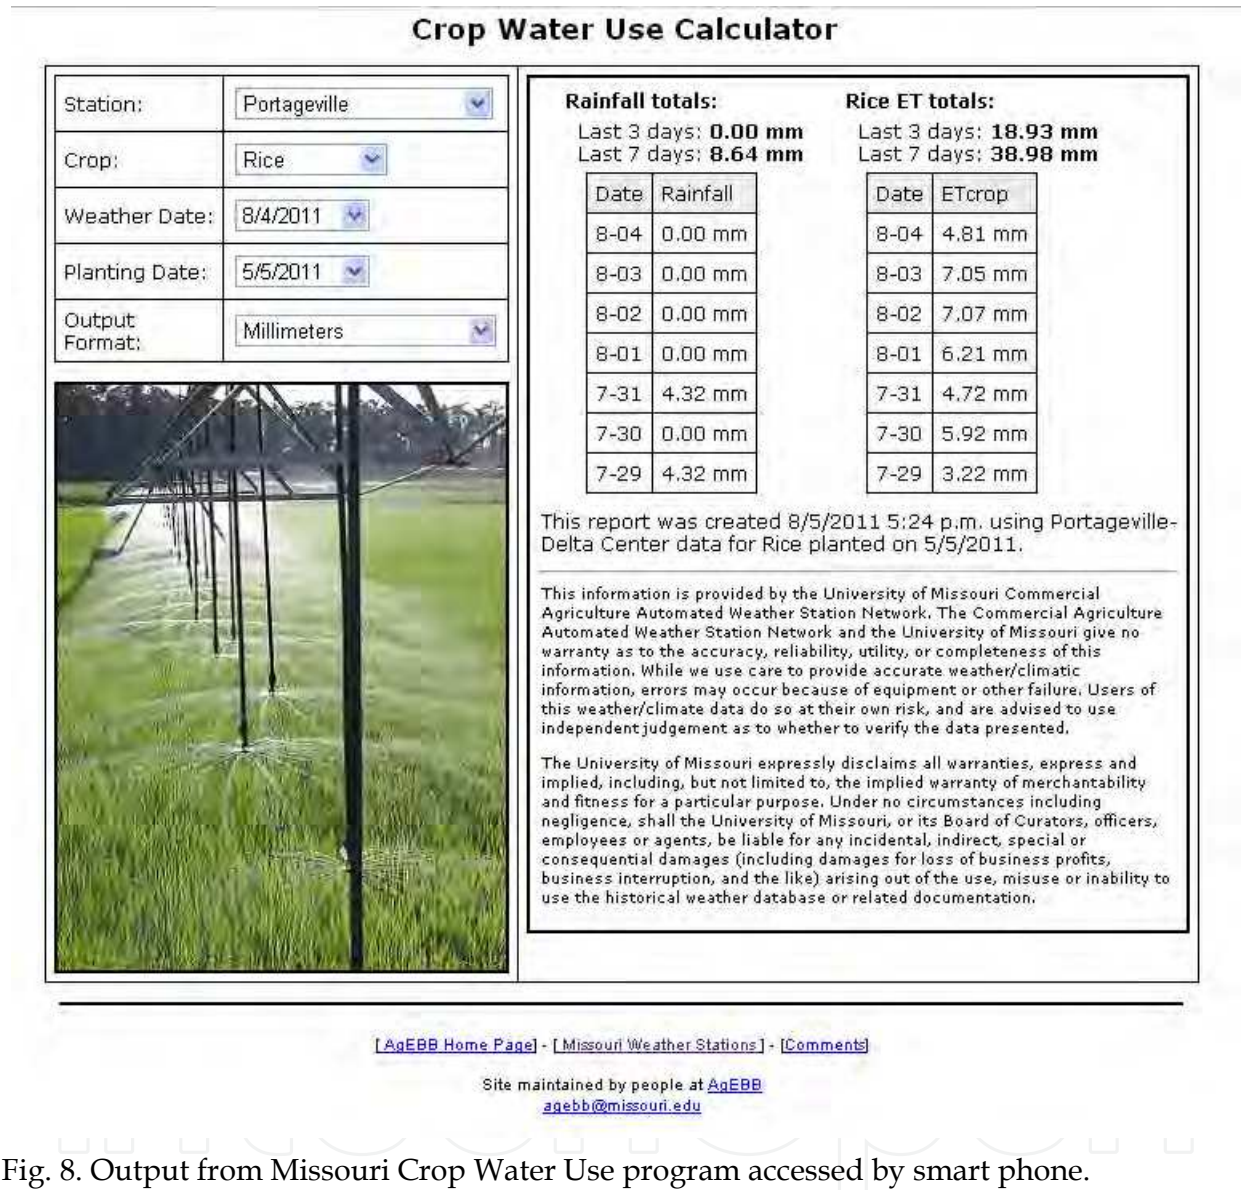 Crop Water Use Calculator
Station: Portageville
Crop: Rice
Weather Date: 8/4/2011
Planting Date: 5/5/2011
Output
Format: Millimeters
Rainfall totals:
Last 3 days: 0.00 mm
Last 7 days: 8.64 mm
Date Rainfall
8-04 0.00 mm
8-03 0.00 mm
8-02 0.00 mm
8-01 0.00 mm
7-31 4.32 mm
7-30 0.00 mm
7-29 4.32 mm
Rice ET totals:
Last 3 days: 18.93 mm
Last 7 days: 38.98 mm
Date ETcrop
8-04 4.81 mm
8-03 7.05 mm
8-02 7.07 mm
8-01 6.21 mm
7-31 4.72 mm
7-30 5.92 mm
7-29 3.22 mm
This report was created 8/5/2011 5:24 p.m. using Portageville-
Delta Center data for Rice planted on 5/5/2011.
This information is provided by the University of Missouri Commercial
Agriculture Automated Weather Station Network. The Commercial Agriculture
Automated Weather Station Network and the University of Missouri give no
warranty as to the accuracy, reliability, utility, or completeness of this
information. While we use care to provide accurate weather/climatic
information, errors may occur because of equipment or other failure. Users of
this weather/climate data do so at their own risk, and are advised to use
independent judgement as to whether to verify the data presented.
The University of Missouri expressly disclaims all warranties, express and
implied, including, but not limited to, the implied warranty of merchantability
and fitness for a particular purpose. Under no circumstances including
negligence, shall the University of Missouri, or its Board of Curators, officers,
employees or agents, be liable for any incidental, indirect, special or
consequential damages (including damages for loss of business profits,
business interruption, and the like) arising out of the use, misuse or inability to
use the historical weather database or related documentation.
[ AgEBB Home Page] - [ Missouri Weather Stations ] - [Comments]
Site maintained by people at AgEBB
agebb@missouri.edu
Fig. 8. Output from Missouri Crop Water Use program accessed by smart phone.